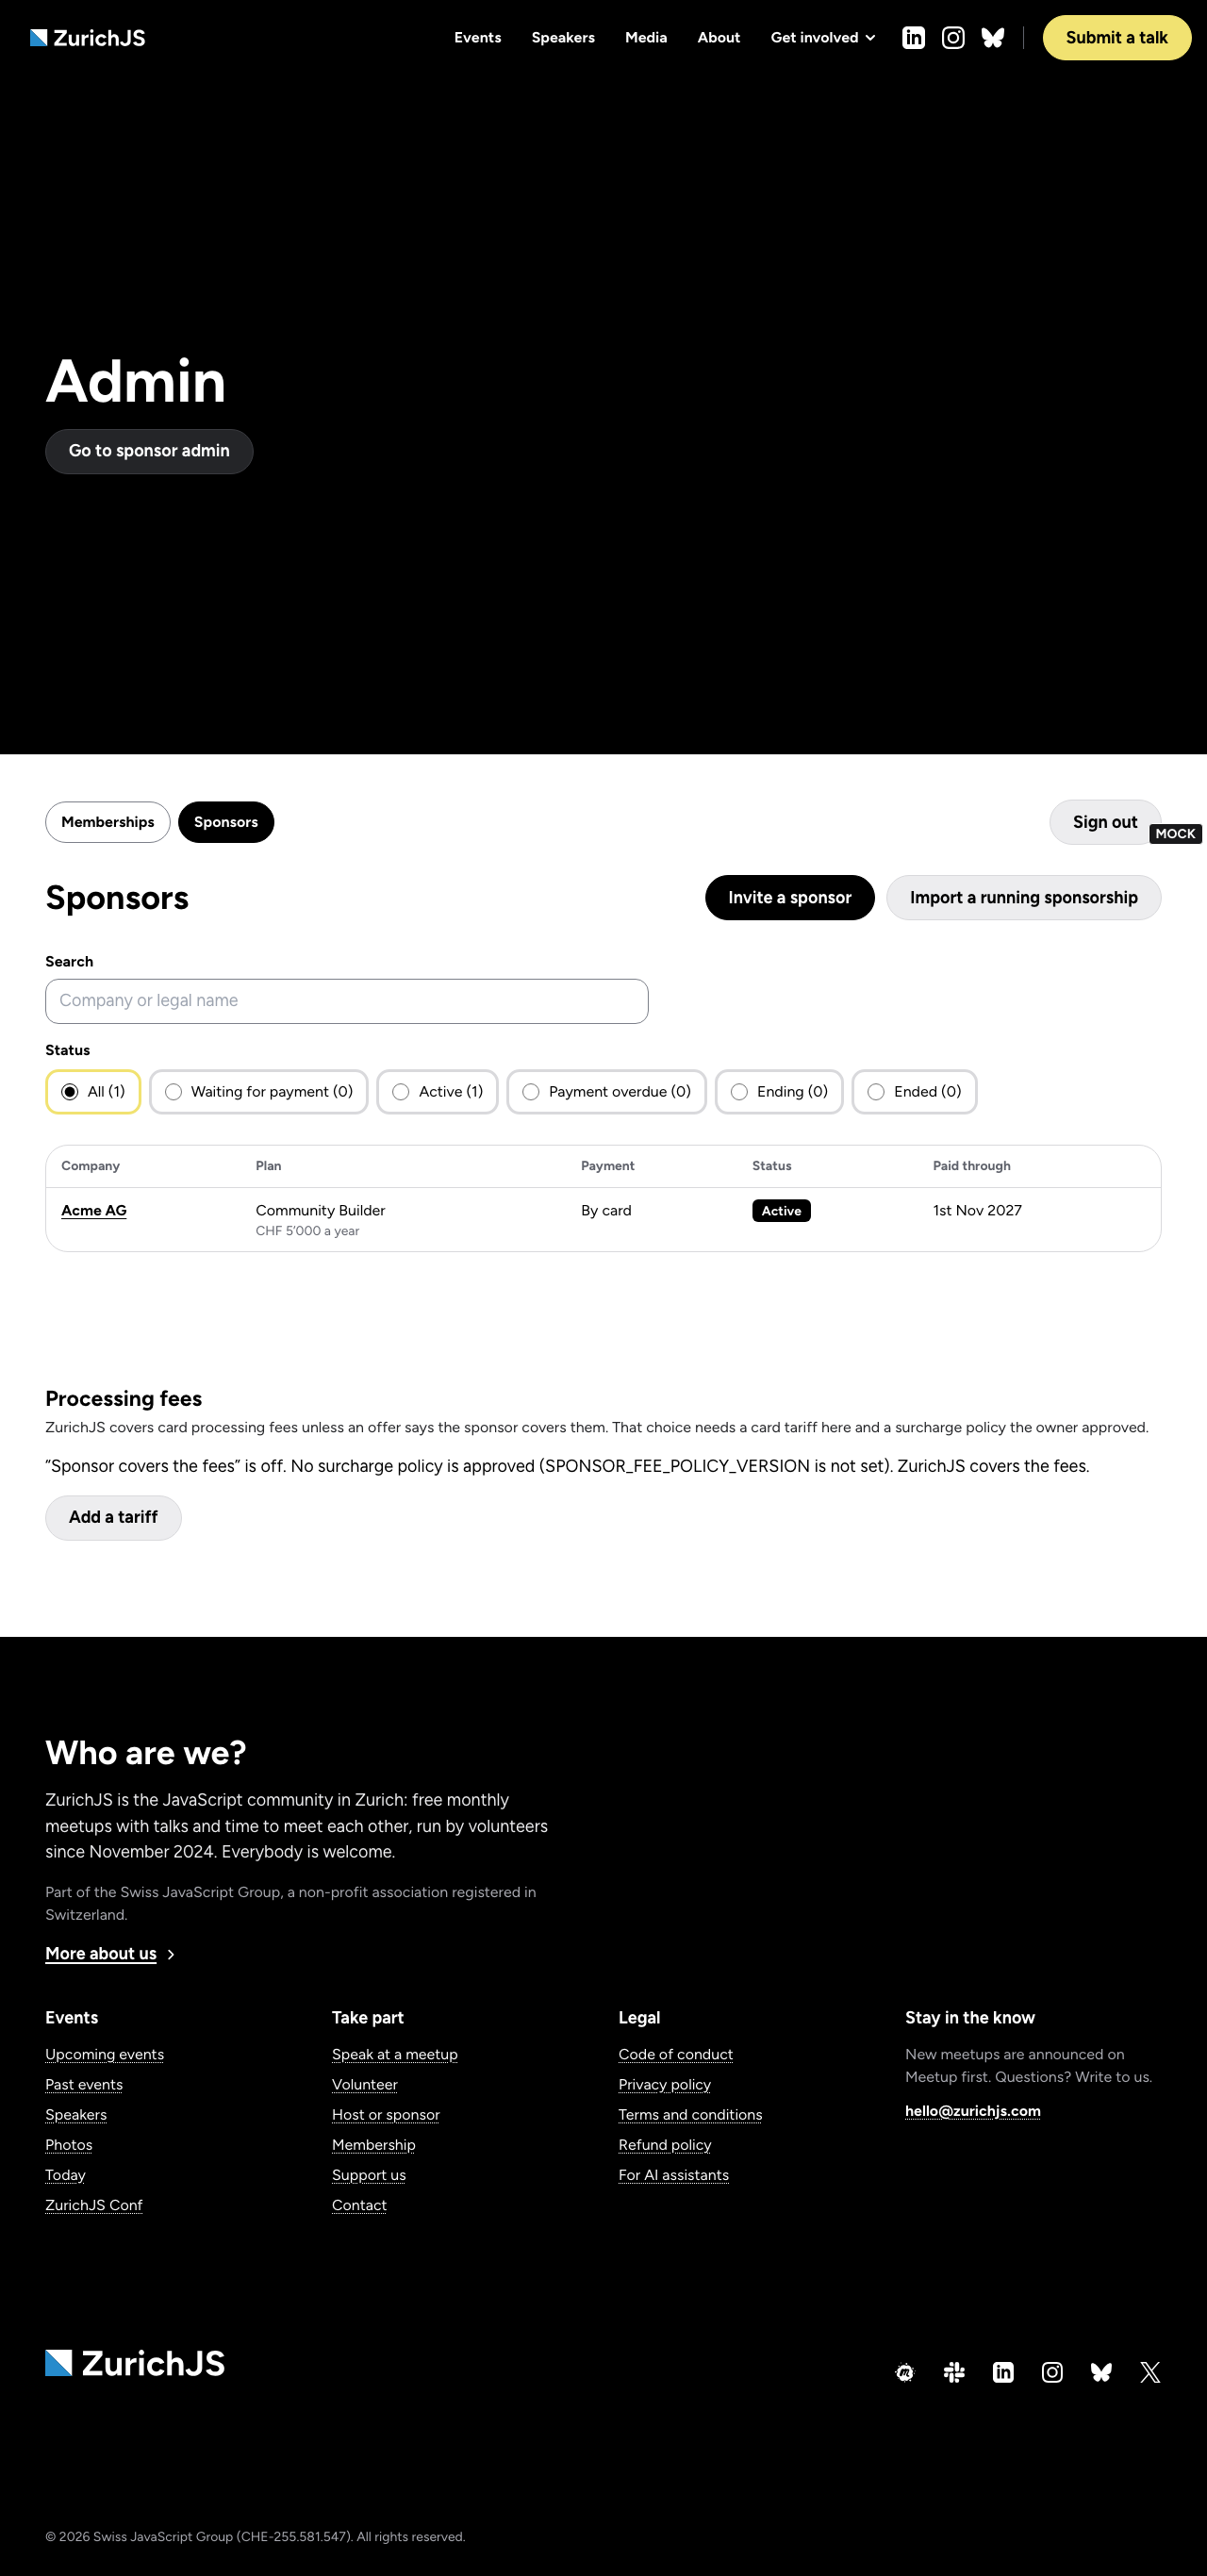 ZurichJS
Events
Speakers
Media
About
Get involved
Submit a talk
Admin
Go to sponsor admin
Memberships
Sponsors
Sign out
MOCK
Sponsors
Invite a sponsor
Import a running sponsorship
Search
Company or legal name
Status
All (1)
Waiting for payment (0)
Active (1)
Payment overdue (0)
Ending (0)
Ended (0)
Company
Plan
Payment
Status
Paid through
Acme AG
Community Builder
By card
Active
1st Nov 2027
CHF 5’000 a year
Processing fees
ZurichJS covers card processing fees unless an offer says the sponsor covers them. That choice needs a card tariff here and a surcharge policy the owner approved.
“Sponsor covers the fees” is off. No surcharge policy is approved (SPONSOR_FEE_POLICY_VERSION is not set). ZurichJS covers the fees.
Add a tariff
Who are we?
ZurichJS is the JavaScript community in Zurich: free monthly
meetups with talks and time to meet each other, run by volunteers
since November 2024. Everybody is welcome.
Part of the Swiss JavaScript Group, a non-profit association registered in
Switzerland.
More about us
Events
Upcoming events
Past events
Speakers
Photos
Today
ZurichJS Conf
Take part
Speak at a meetup
Volunteer
Host or sponsor
Membership
Support us
Contact
Legal
Code of conduct
Privacy policy
Terms and conditions
Refund policy
For AI assistants
Stay in the know
New meetups are announced on
Meetup first. Questions? Write to us.
hello@zurichjs.com
ZurichJS
© 2026 Swiss JavaScript Group (CHE-255.581.547). All rights reserved.